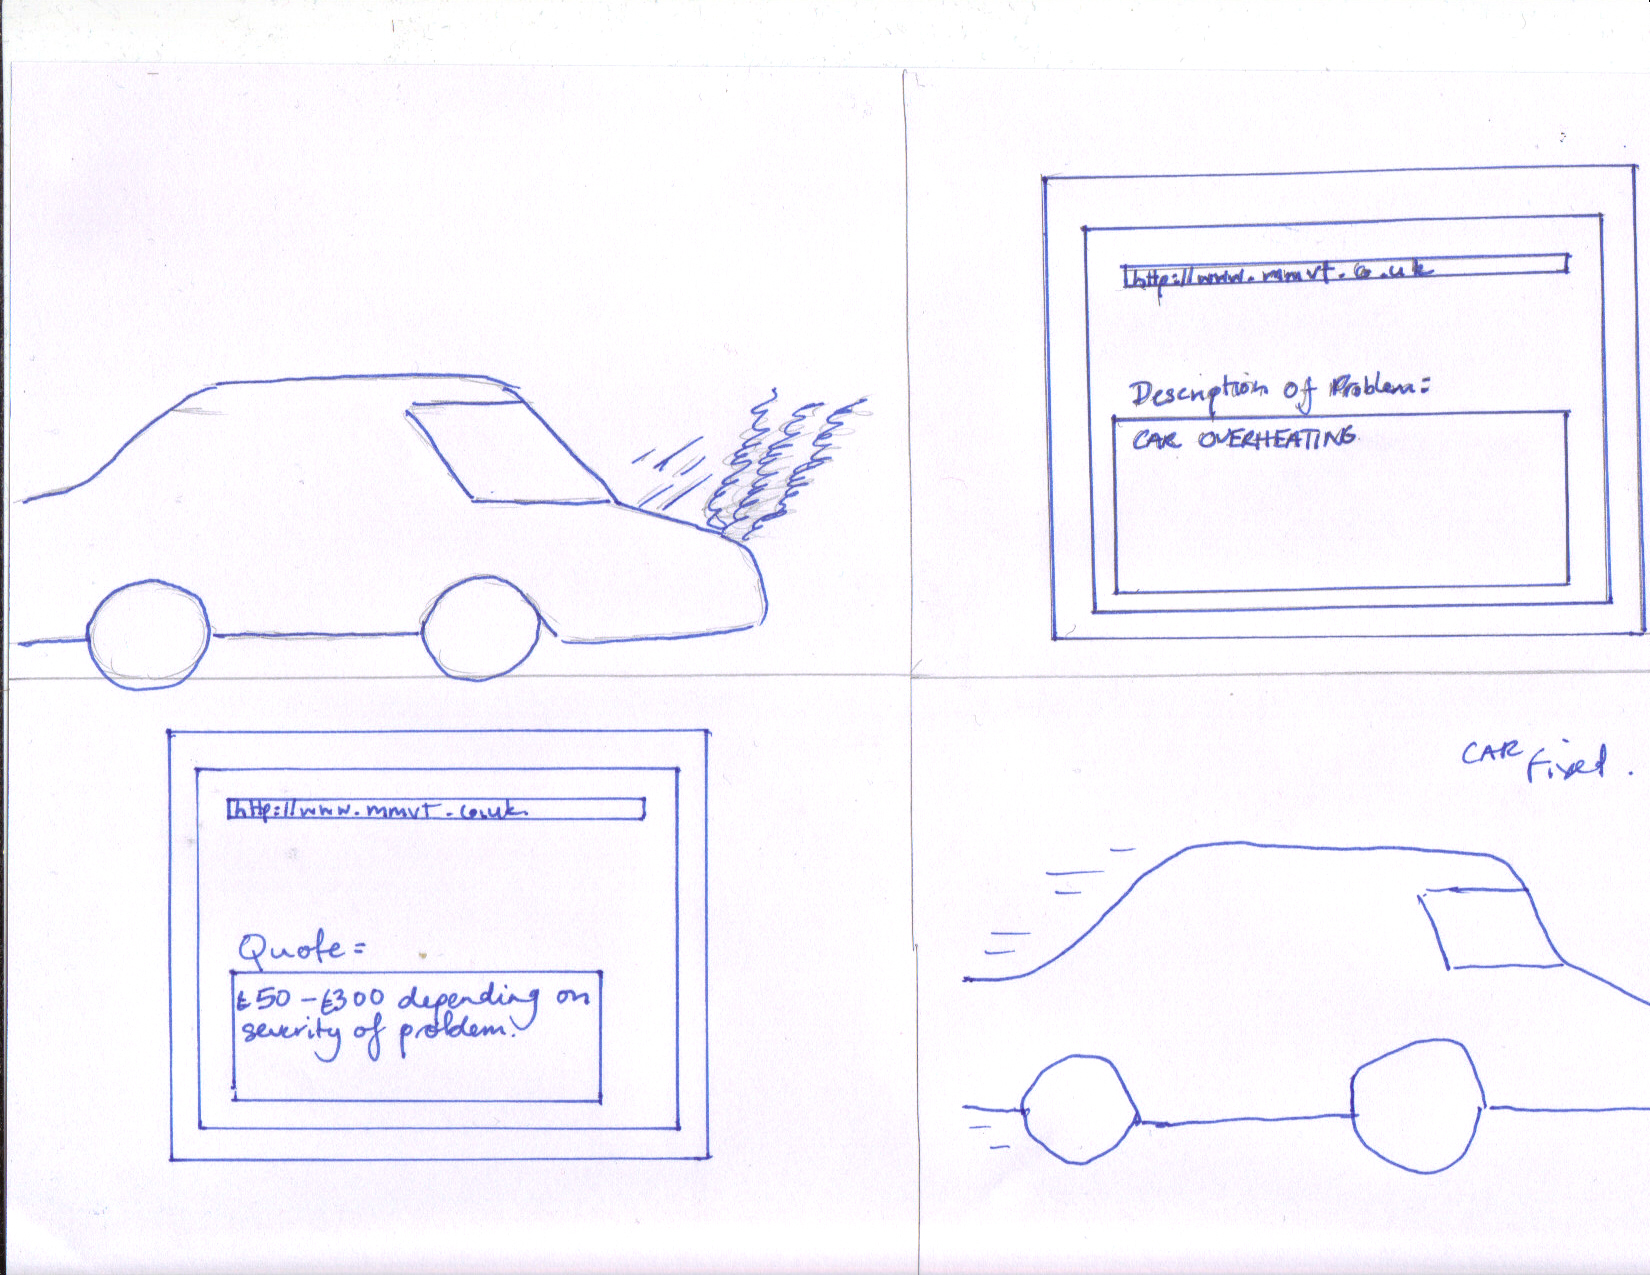 http://www.mmvt.co.uk
Description of Problem:
CAR OVERHEATING
http://www.mmvt.co.uk
Quote:
£50 - £300 depending on
severity of problem.
CAR Fixed.